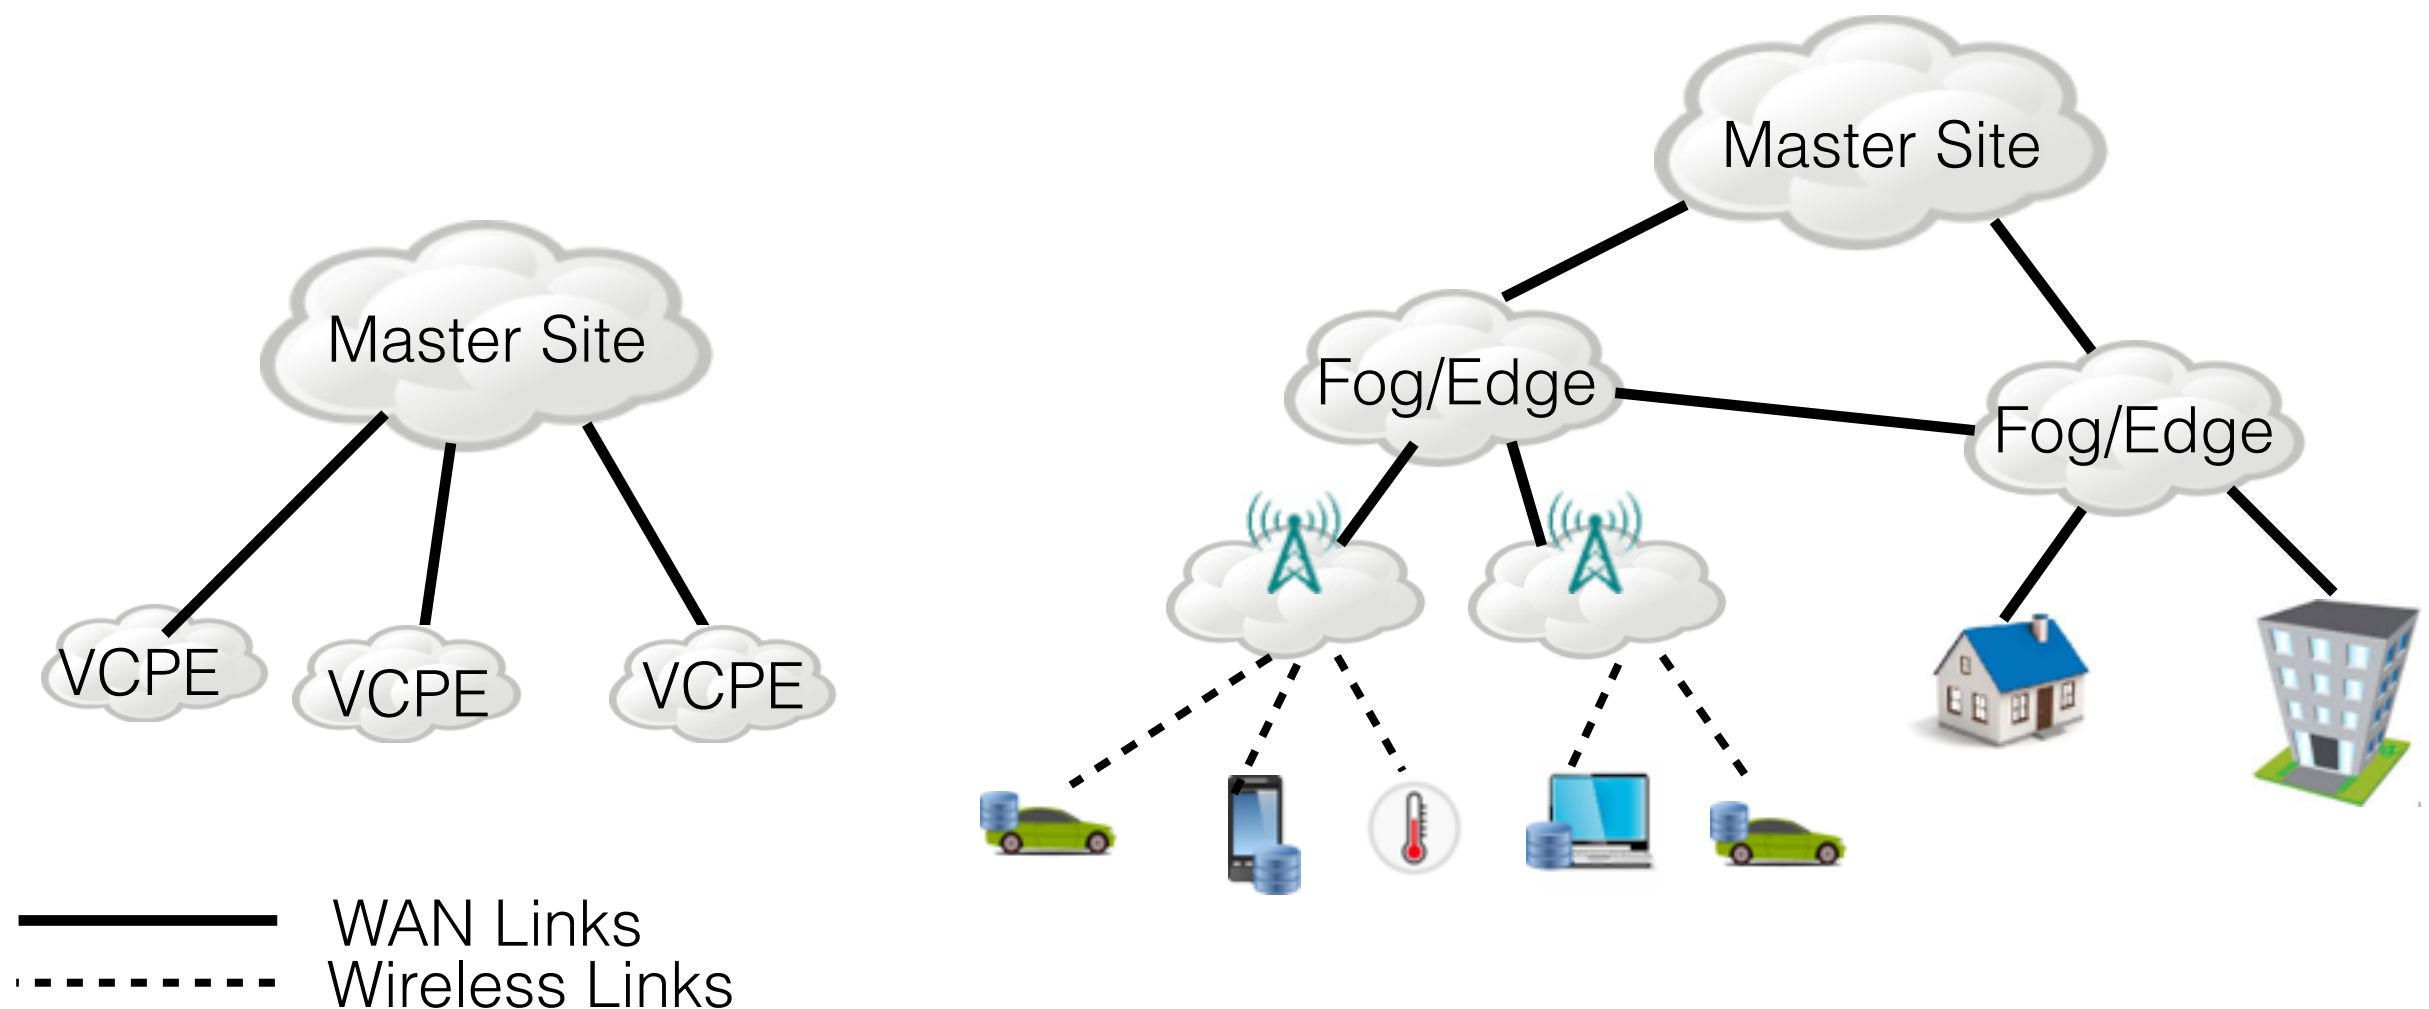 Master Site
Master Site
Fog/Edge
Fog/Edge
VCPE
VCPE
VCPE
WAN Links
Wireless Links